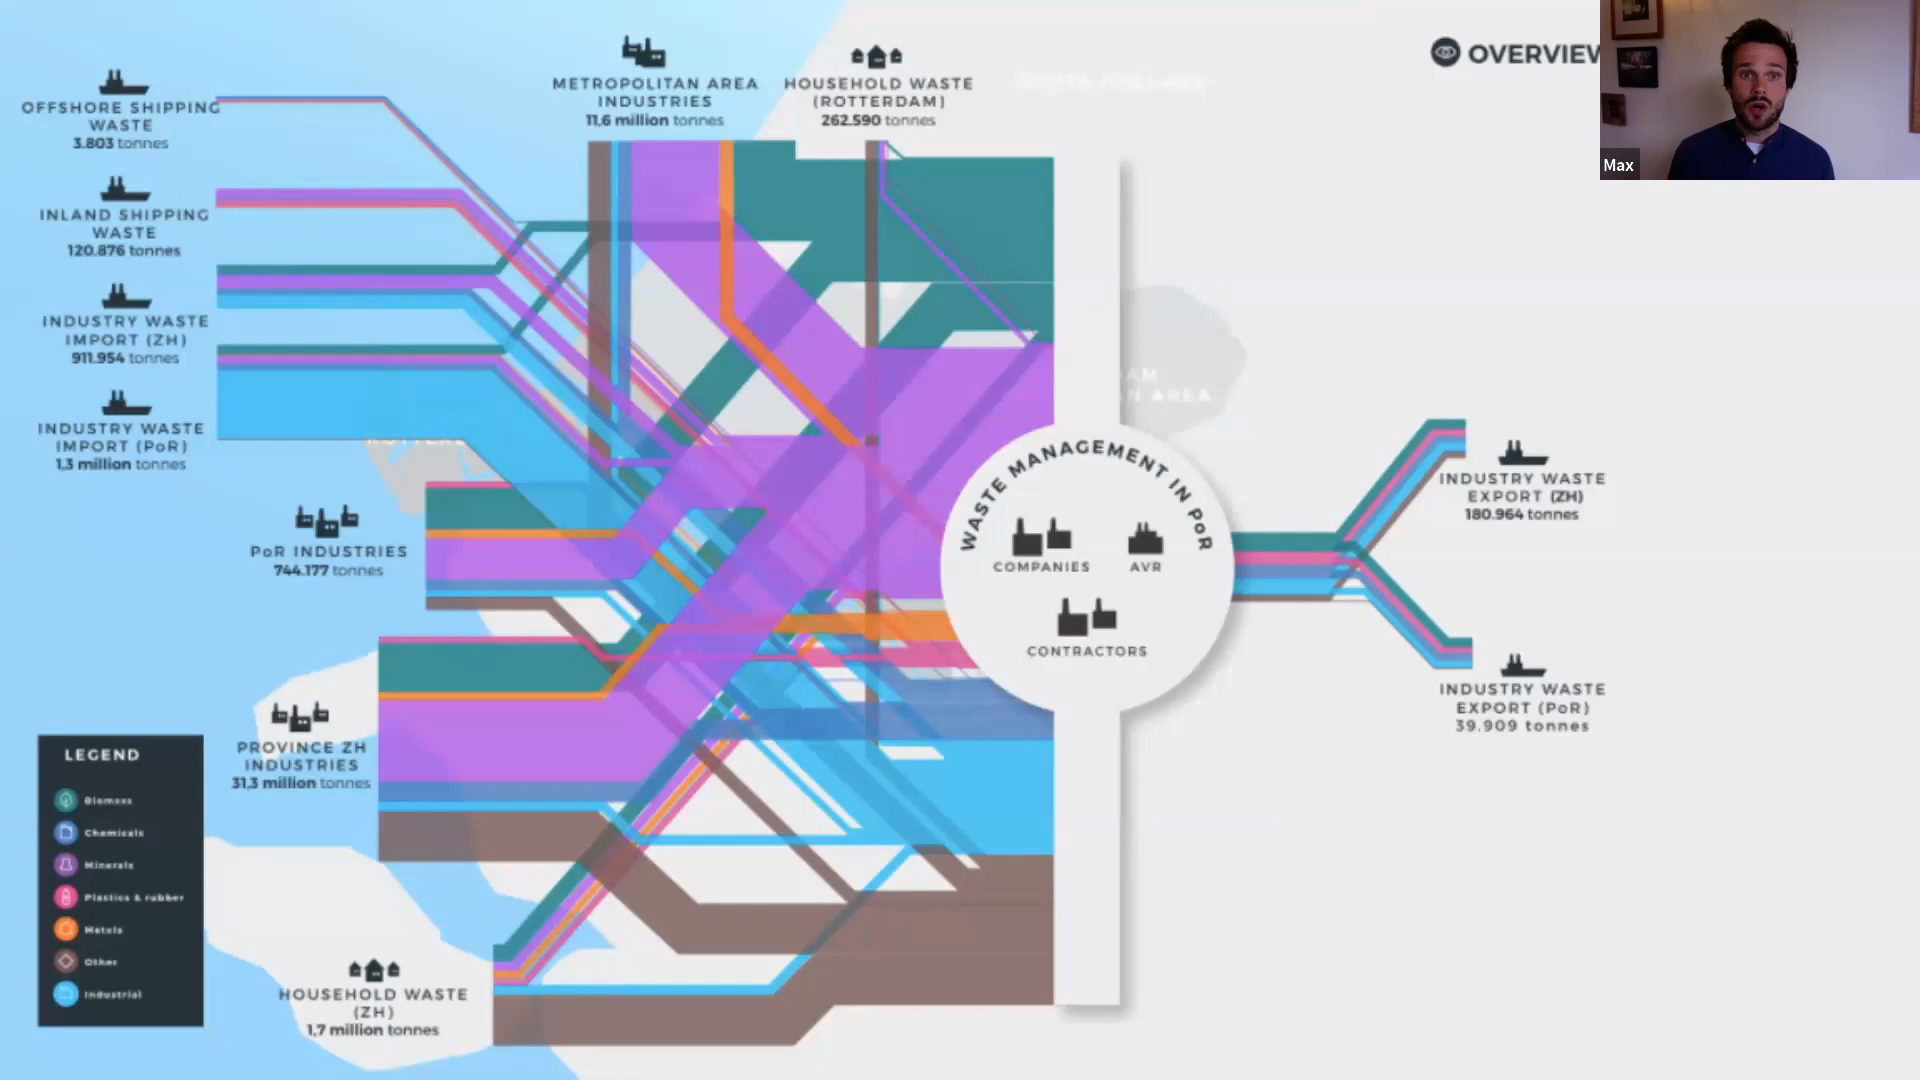 OFFSHORE SHIPPING
WASTE
3.803 tonnes
INLAND SHIPPING
WASTE
120.876 tonnes
INDUSTRY WASTE
IMPORT (ZH)
911.954 tonnes
INDUSTRY WASTE
IMPORT (PoR)
1,3 million tonnes
METROPOLITAN AREA
INDUSTRIES
11,6 million tonnes
HOUSEHOLD WASTE
(ROTTERDAM)
262.590 tonnes
OVERVIEW
Max
PoR INDUSTRIES
744.177 tonnes
PROVINCE ZH
INDUSTRIES
31,3 million tonnes
HOUSEHOLD WASTE
(ZH)
1,7 million tonnes
LEGEND
Biomass
Chemicals
Minerals
Plastics & rubber
Metals
Other
Industrial
WASTE MANAGEMENT IN PoR
COMPANIES
AVR
CONTRACTORS
INDUSTRY WASTE
EXPORT (ZH)
180.964 tonnes
INDUSTRY WASTE
EXPORT (PoR)
39.909 tonnes